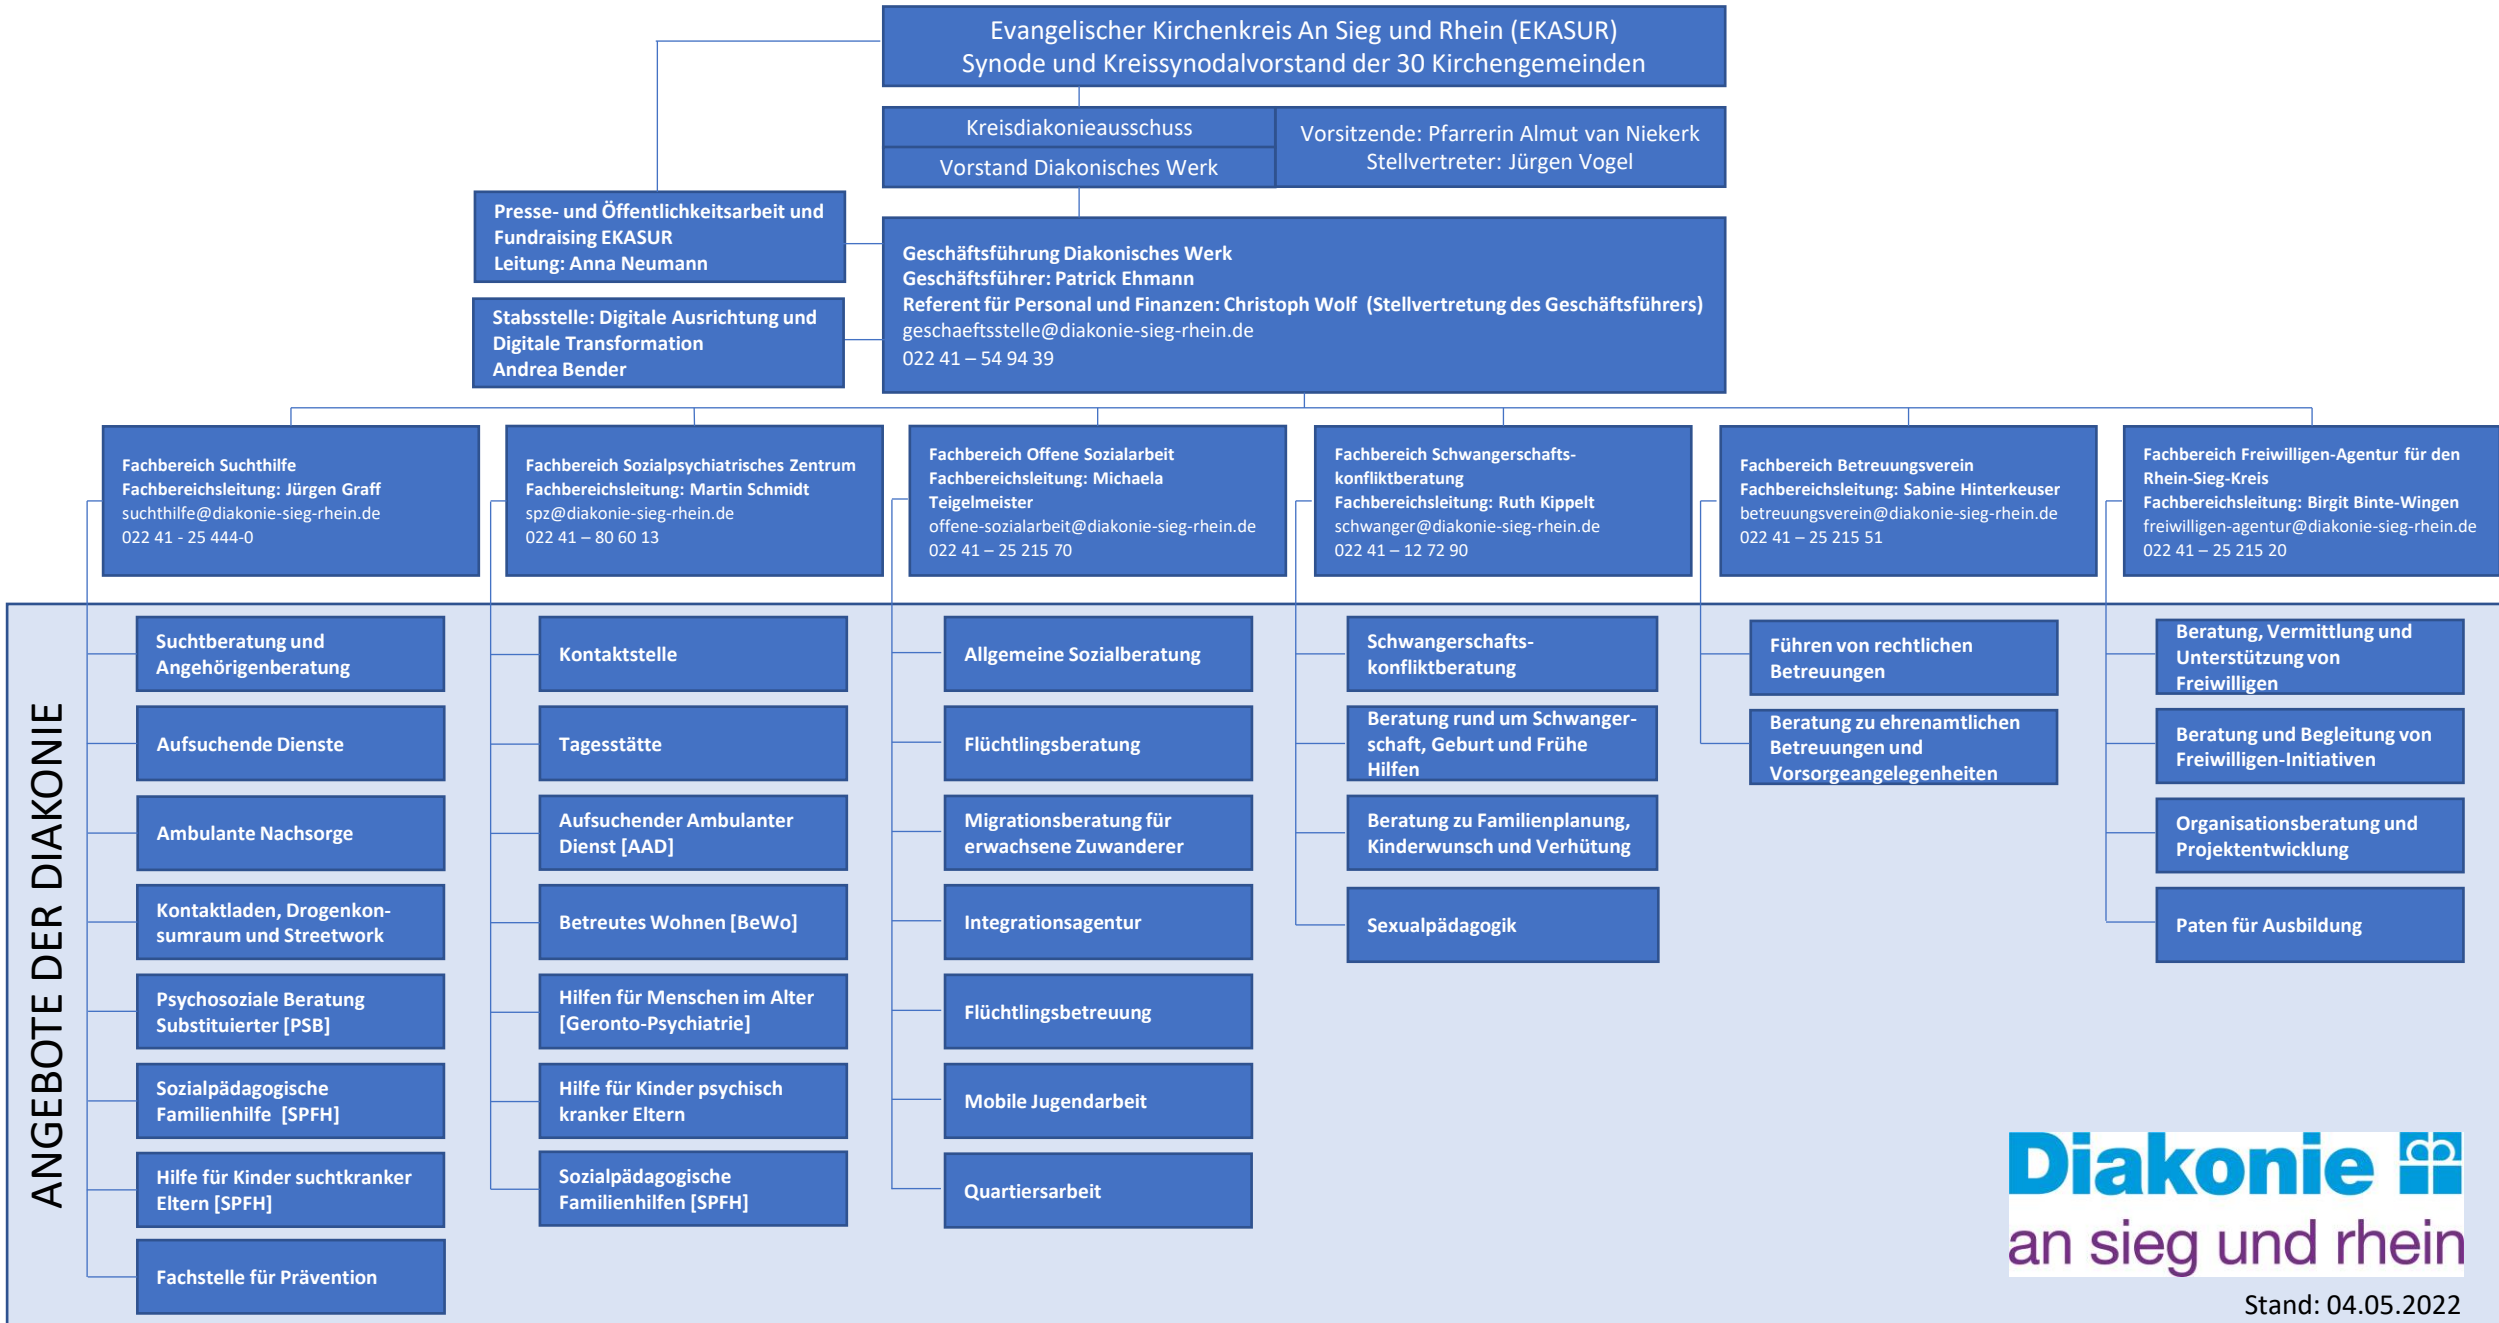 Evangelischer Kirchenkreis An Sieg und Rhein (EKASUR)
Synode und Kreissynodalvorstand der 30 Kirchengemeinden
Kreisdiakonieausschuss
Vorstand Diakonisches Werk
Vorsitzende: Pfarrerin Almut van Niekerk
Stellvertreter: Jürgen Vogel
Presse- und Öffentlichkeitsarbeit und
Fundraising EKASUR
Leitung: Anna Neumann
Stabsstelle: Digitale Ausrichtung und
Digitale Transformation
Andrea Bender
Geschäftsführung Diakonisches Werk
Geschäftsführer: Patrick Ehmann
Referent für Personal und Finanzen: Christoph Wolf (Stellvertretung des Geschäftsführers)
geschaeftsstelle@diakonie-sieg-rhein.de
022 41 – 54 94 39
Fachbereich Suchthilfe
Fachbereichsleitung: Jürgen Graff
suchthilfe@diakonie-sieg-rhein.de
022 41 - 25 444-0
Fachbereich Sozialpsychiatrisches Zentrum
Fachbereichsleitung: Martin Schmidt
spz@diakonie-sieg-rhein.de
022 41 – 80 60 13
Fachbereich Offene Sozialarbeit
Fachbereichsleitung: Michaela
Teigelmeister
offene-sozialarbeit@diakonie-sieg-rhein.de
022 41 – 25 215 70
Fachbereich Schwangerschafts-
konfliktberatung
Fachbereichsleitung: Ruth Kippelt
schwanger@diakonie-sieg-rhein.de
022 41 – 12 72 90
Fachbereich Betreuungsverein
Fachbereichsleitung: Sabine Hinterkeuser
betreuungsverein@diakonie-sieg-rhein.de
022 41 – 25 215 51
Fachbereich Freiwilligen-Agentur für den
Rhein-Sieg-Kreis
Fachbereichsleitung: Birgit Binte-Wingen
freiwilligen-agentur@diakonie-sieg-rhein.de
022 41 – 25 215 20
ANGEBOTE DER DIAKONIE
Suchtberatung und
Angehörigenberatung
Aufsuchende Dienste
Ambulante Nachsorge
Kontaktladen, Drogenkon-
sumraum und Streetwork
Psychosoziale Beratung
Substituierter [PSB]
Sozialpädagogische
Familienhilfe [SPFH]
Hilfe für Kinder suchtkranker
Eltern [SPFH]
Fachstelle für Prävention
Kontaktstelle
Tagesstätte
Aufsuchender Ambulanter
Dienst [AAD]
Betreutes Wohnen [BeWo]
Hilfen für Menschen im Alter
[Geronto-Psychiatrie]
Hilfe für Kinder psychisch
kranker Eltern
Sozialpädagogische
Familienhilfen [SPFH]
Allgemeine Sozialberatung
Flüchtlingsberatung
Migrationsberatung für
erwachsene Zuwanderer
Integrationsagentur
Flüchtlingsbetreuung
Mobile Jugendarbeit
Quartiersarbeit
Schwangerschafts-
konfliktberatung
Beratung rund um Schwanger-
schaft, Geburt und Frühe
Hilfen
Beratung zu Familienplanung,
Kinderwunsch und Verhütung
Sexualpädagogik
Führen von rechtlichen
Betreuungen
Beratung zu ehrenamtlichen
Betreuungen und
Vorsorgeangelegenheiten
Beratung, Vermittlung und
Unterstützung von
Freiwilligen
Beratung und Begleitung von
Freiwilligen-Initiativen
Organisationsberatung und
Projektentwicklung
Paten für Ausbildung
Diakonie
an sieg und rhein
Stand: 04.05.2022